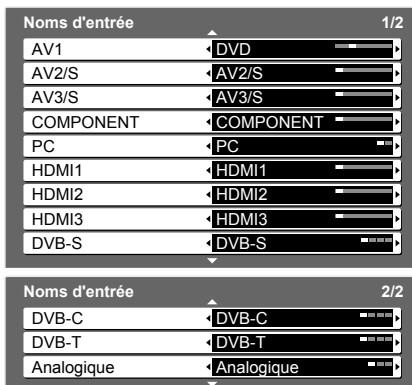 Noms d'entrée 1/2
AV1 DVD
AV2/S AV2/S
AV3/S AV3/S
COMPONENT COMPONENT
PC PC
HDMI1 HDMI1
HDMI2 HDMI2
HDMI3 HDMI3
DVB-S DVB-S
Noms d'entrée 2/2
DVB-C DVB-C
DVB-T DVB-T
Analogique Analogique